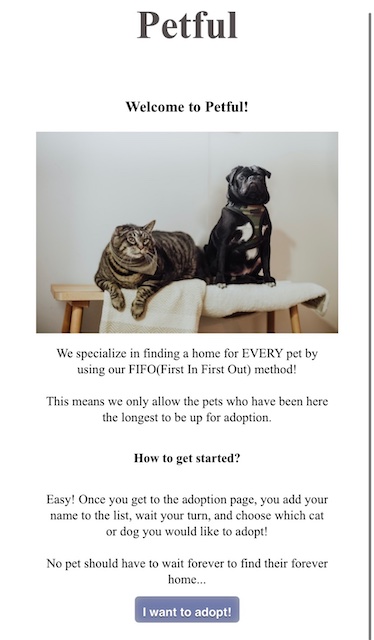 Petful
Welcome to Petful!
We specialize in finding a home for EVERY pet by
using our FIFO(First In First Out) method!
This means we only allow the pets who have been here
the longest to be up for adoption.
How to get started?
Easy! Once you get to the adoption page, you add your
name to the list, wait your turn, and choose which cat
or dog you would like to adopt!
No pet should have to wait forever to find their forever
home...
I want to adopt!